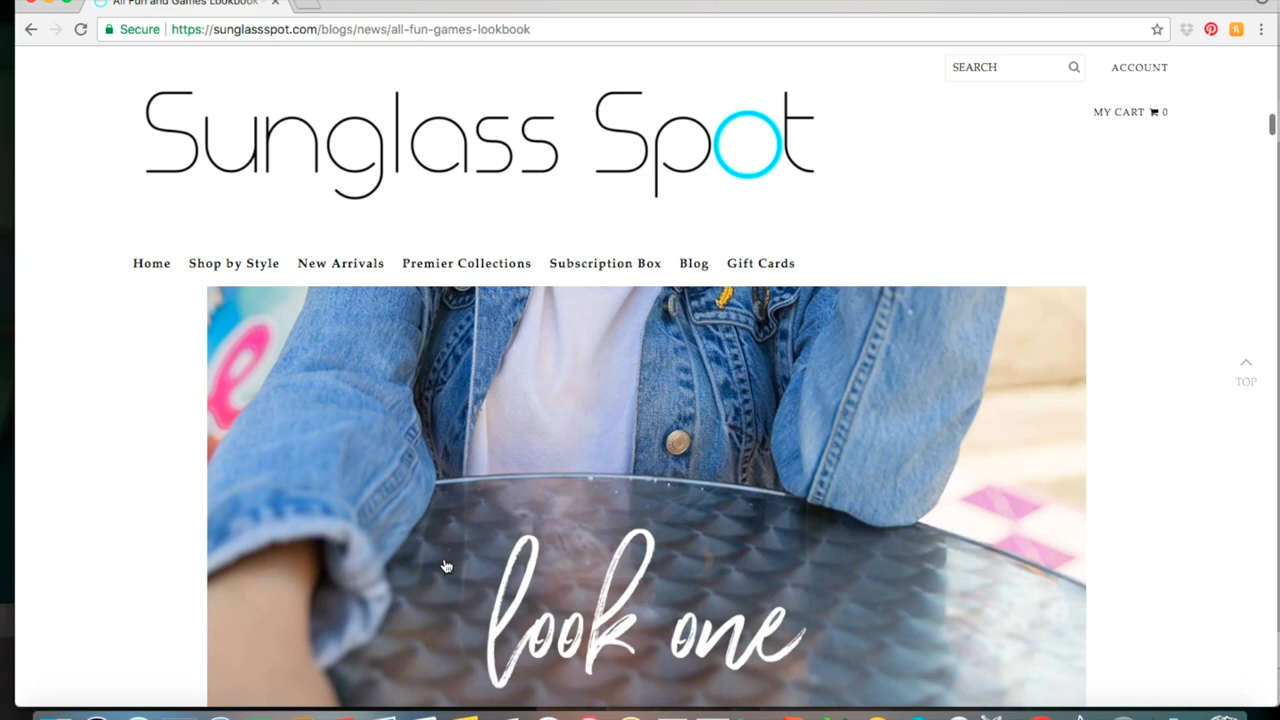 All Fun and Games Lookbook
Secure
https://sunglassspot.com/blogs/news/all-fun-games-lookbook
SEARCH
ACCOUNT
MY CART 0
Sunglass Spot
Home Shop by Style New Arrivals Premier Collections Subscription Box Blog Gift Cards
e
TOP
look one